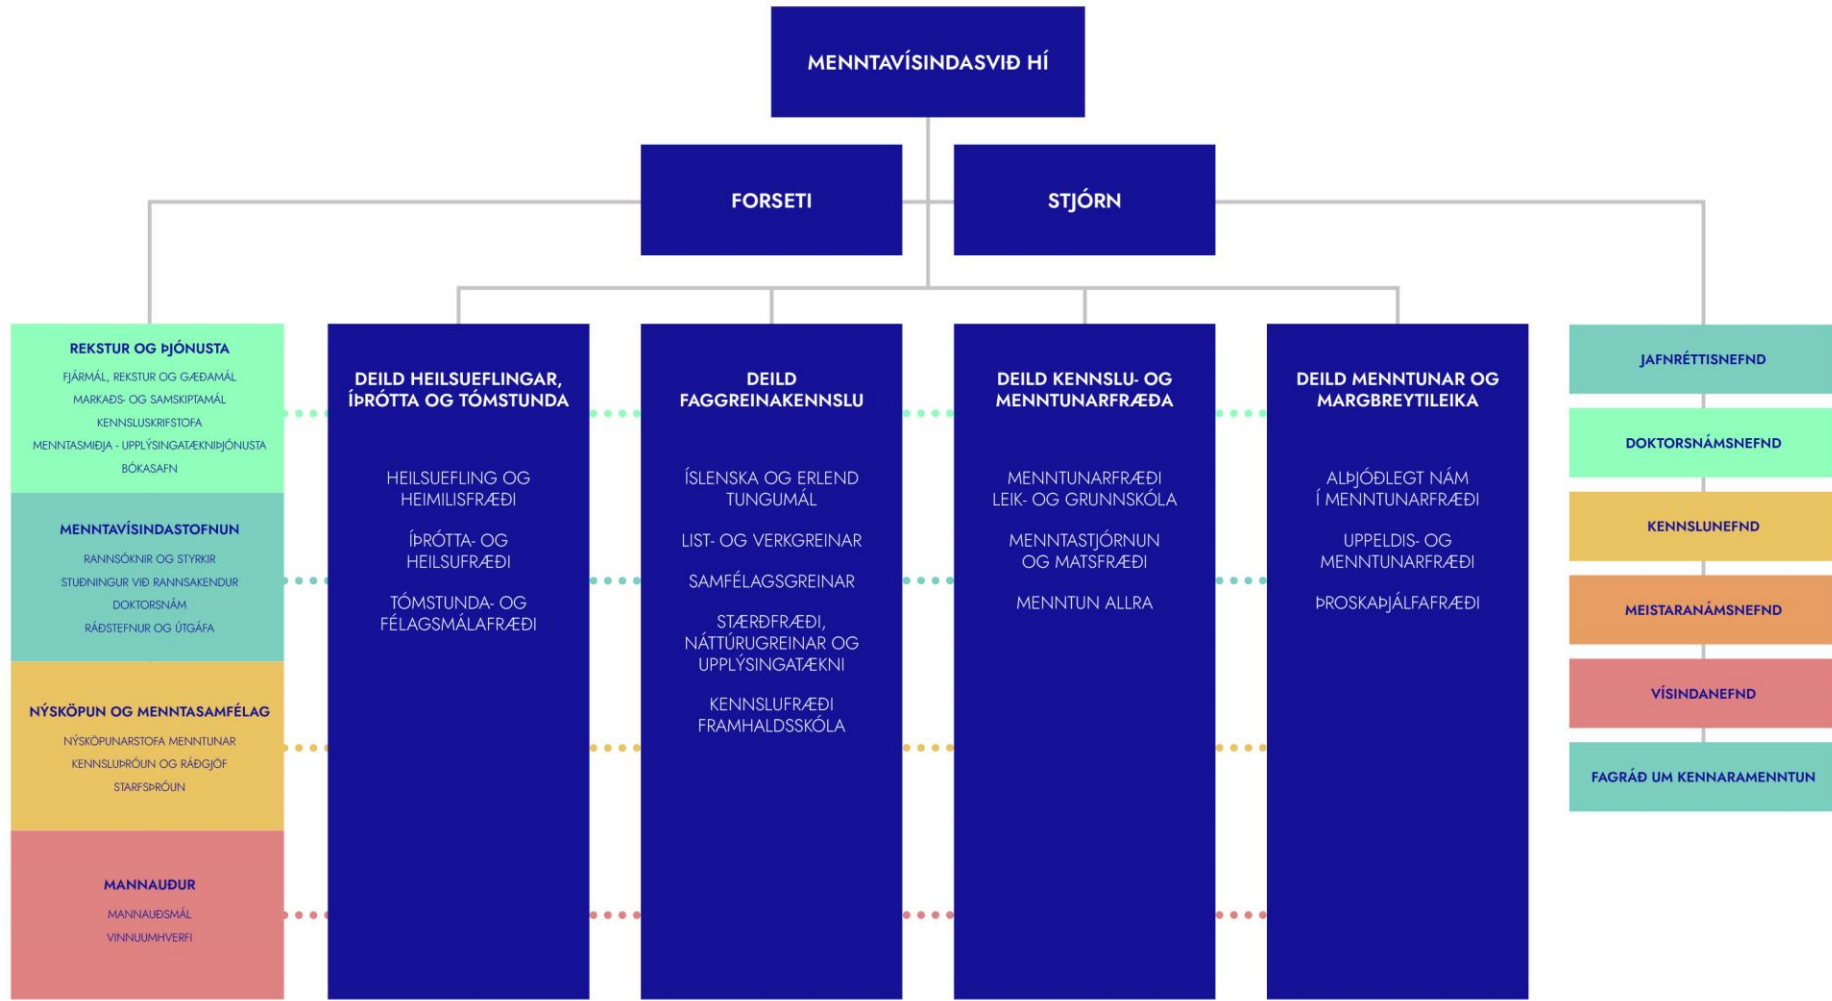 MENNTAVÍSINDASVIÐ HÍ
FORSETI
STJÓRN
REKSTUR OG ÞJÓNUSTA
FJÁRMÁL, REKSTUR OG GÆÐAMÁL
MARKAÐS- OG SAMSKIPTAMÁL
KENNSLUSKRIFSTOFA
MENNTASMIÐJA - UPPLÝSINGATÆKNIÞJÓNUSTA
BÓKASAFN
MENNTAVÍSINDASTOFNUN
RANNSÓKNIR OG STYRKIR
STUÐNINGUR VIÐ RANNSAKENDUR
DOKTORSNÁM
RÁÐSTEFNUR OG ÚTGÁFA
NÝSKÖPUN OG MENNTASAMFÉLAG
NÝSKÖPUNARSTOFA MENNTUNAR
KENNSLUÞRÓUN OG RÁÐGJÖF
STARFSÞRÓUN
MANNAUÐUR
MANNAUÐSMÁL
VINNUUMHVERFI
DEILD HEILSUEFLINGAR,
ÍÞRÓTTA OG TÓMSTUNDA
HEILSUEFLING OG
HEIMILISFRÆÐI
ÍÞRÓTTA- OG
HEILSUFRÆÐI
TÓMSTUNDA- OG
FÉLAGSMÁLAFRÆÐI
DEILD
FAGGREINAKENNSLU
ÍSLENSKA OG ERLEND
TUNGUMÁL
LIST- OG VERKGREINAR
SAMFÉLAGSGREINAR
STÆRÐFRÆÐI,
NÁTTÚRUGREINAR OG
UPPLÝSINGATÆKNI
KENNSLUFRÆÐI
FRAMHALDSSKÓLA
DEILD KENNSLU- OG
MENNTUNARFRÆÐA
MENNTUNARFRÆÐI
LEIK- OG GRUNNSKÓLA
MENNTASTJÓRNUN
OG MATSFRÆÐI
MENNTUN ALLRA
DEILD MENNTUNAR OG
MARGBREYTILEIKA
ALÞJÓÐLEGT NÁM
Í MENNTUNARFRÆÐI
UPPELDIS- OG
MENNTUNARFRÆÐI
ÞROSKAÞJÁLFAFRÆÐI
JAFNRÉTTISNEFND
DOKTORSNÁMSNEFND
KENNSLUNEFND
MEISTARANÁMSNEFND
VÍSINDANEFND
FAGRÁÐ UM KENNARAMENNTUN